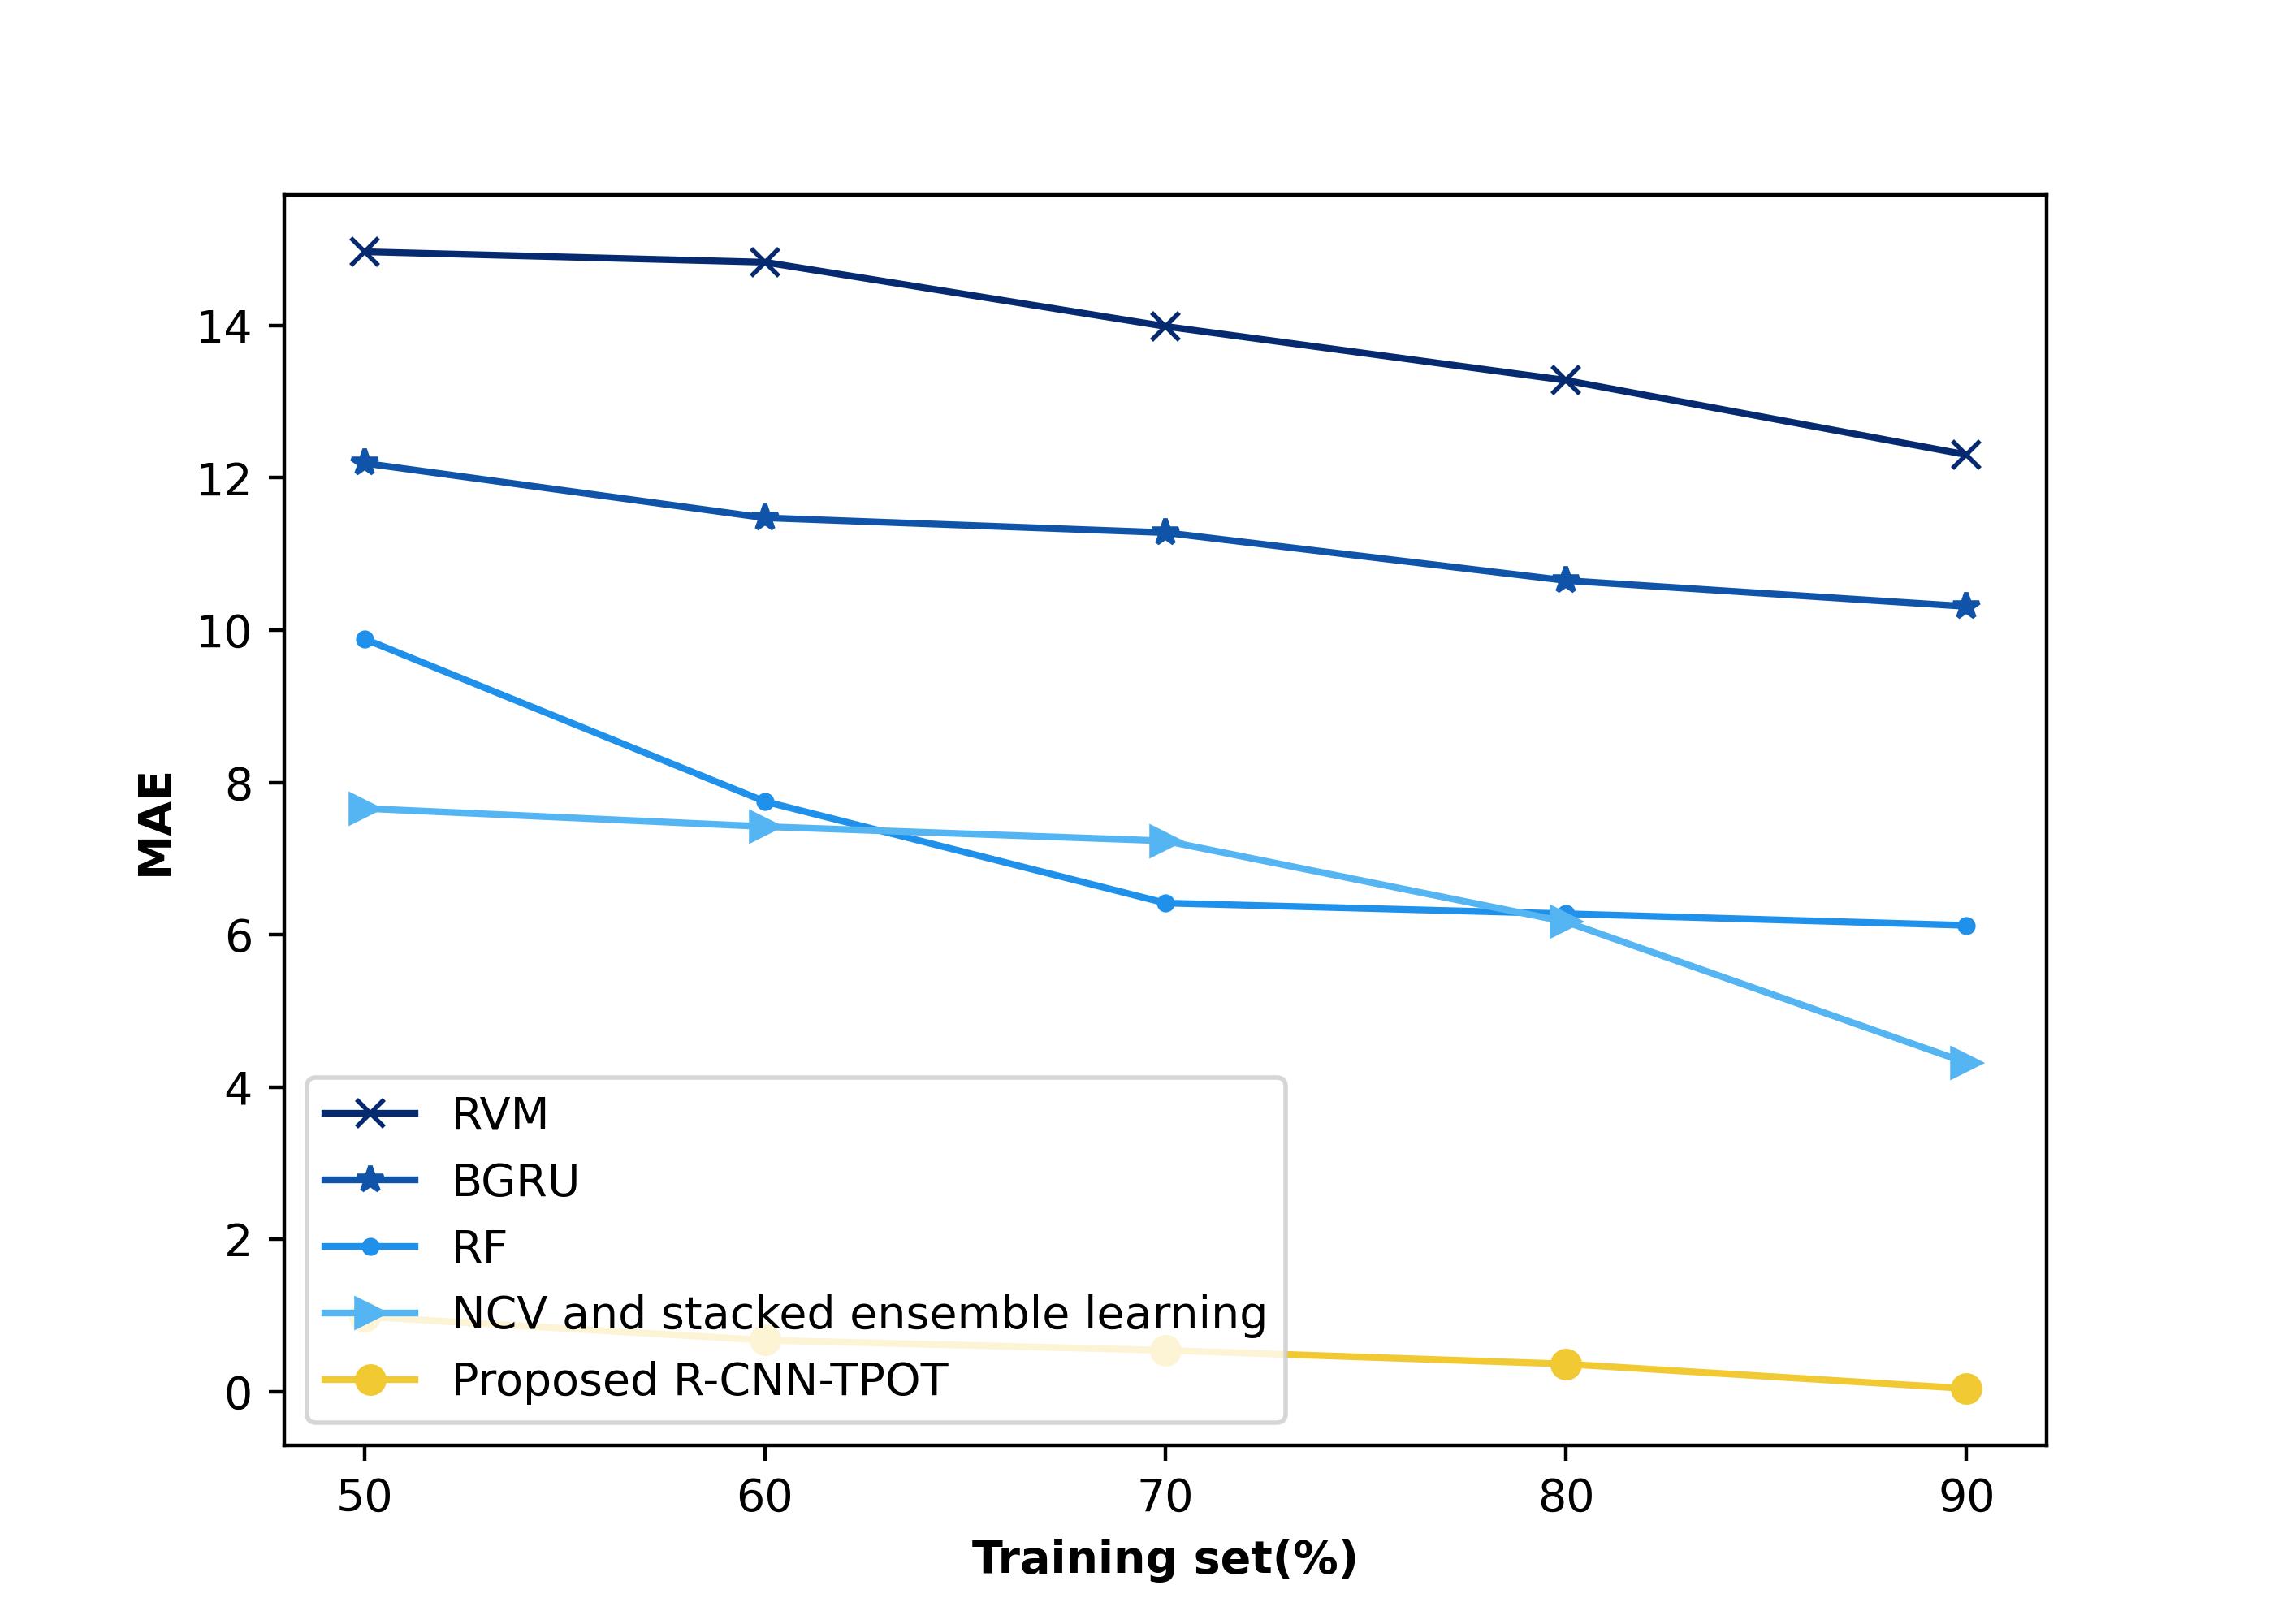 14
12
10
8
6
4
2
0
MAE
RVM
BGRU
RF
NCV and stacked ensemble learning
Proposed R-CNN-TPOT
50 60 70 80 90
Training set(%)